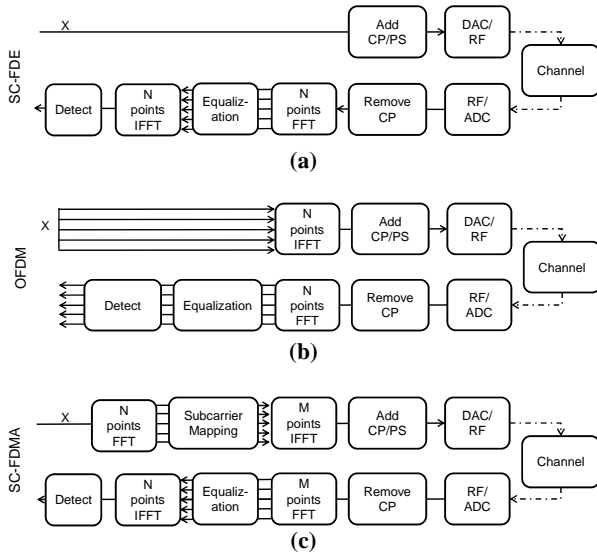 SC-FDE
X
Add
CP/PS
DAC/
RF
Channel
Detect
N
points
IFFT
Equaliz-
ation
N
points
FFT
Remove
CP
RF/
ADC
(a)
OFDM
X
N
points
IFFT
Add
CP/PS
DAC/
RF
Channel
Detect
Equalization
N
points
FFT
Remove
CP
RF/
ADC
(b)
SC-FDMA
X
N
points
FFT
Subcarrier
Mapping
M
points
IFFT
Add
CP/PS
DAC/
RF
Channel
Detect
N
points
IFFT
Equaliz-
ation
M
points
FFT
Remove
CP
RF/
ADC
(c)